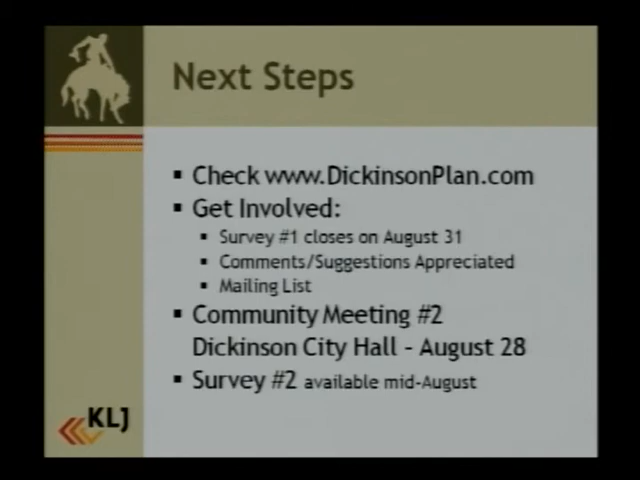 Next Steps
Check www.DickinsonPlan.com
Get Involved:
Survey #1 closes on August 31
Comments/Suggestions Appreciated
Mailing List
Community Meeting #2
Dickinson City Hall – August 28
Survey #2 available mid-August
KLJ